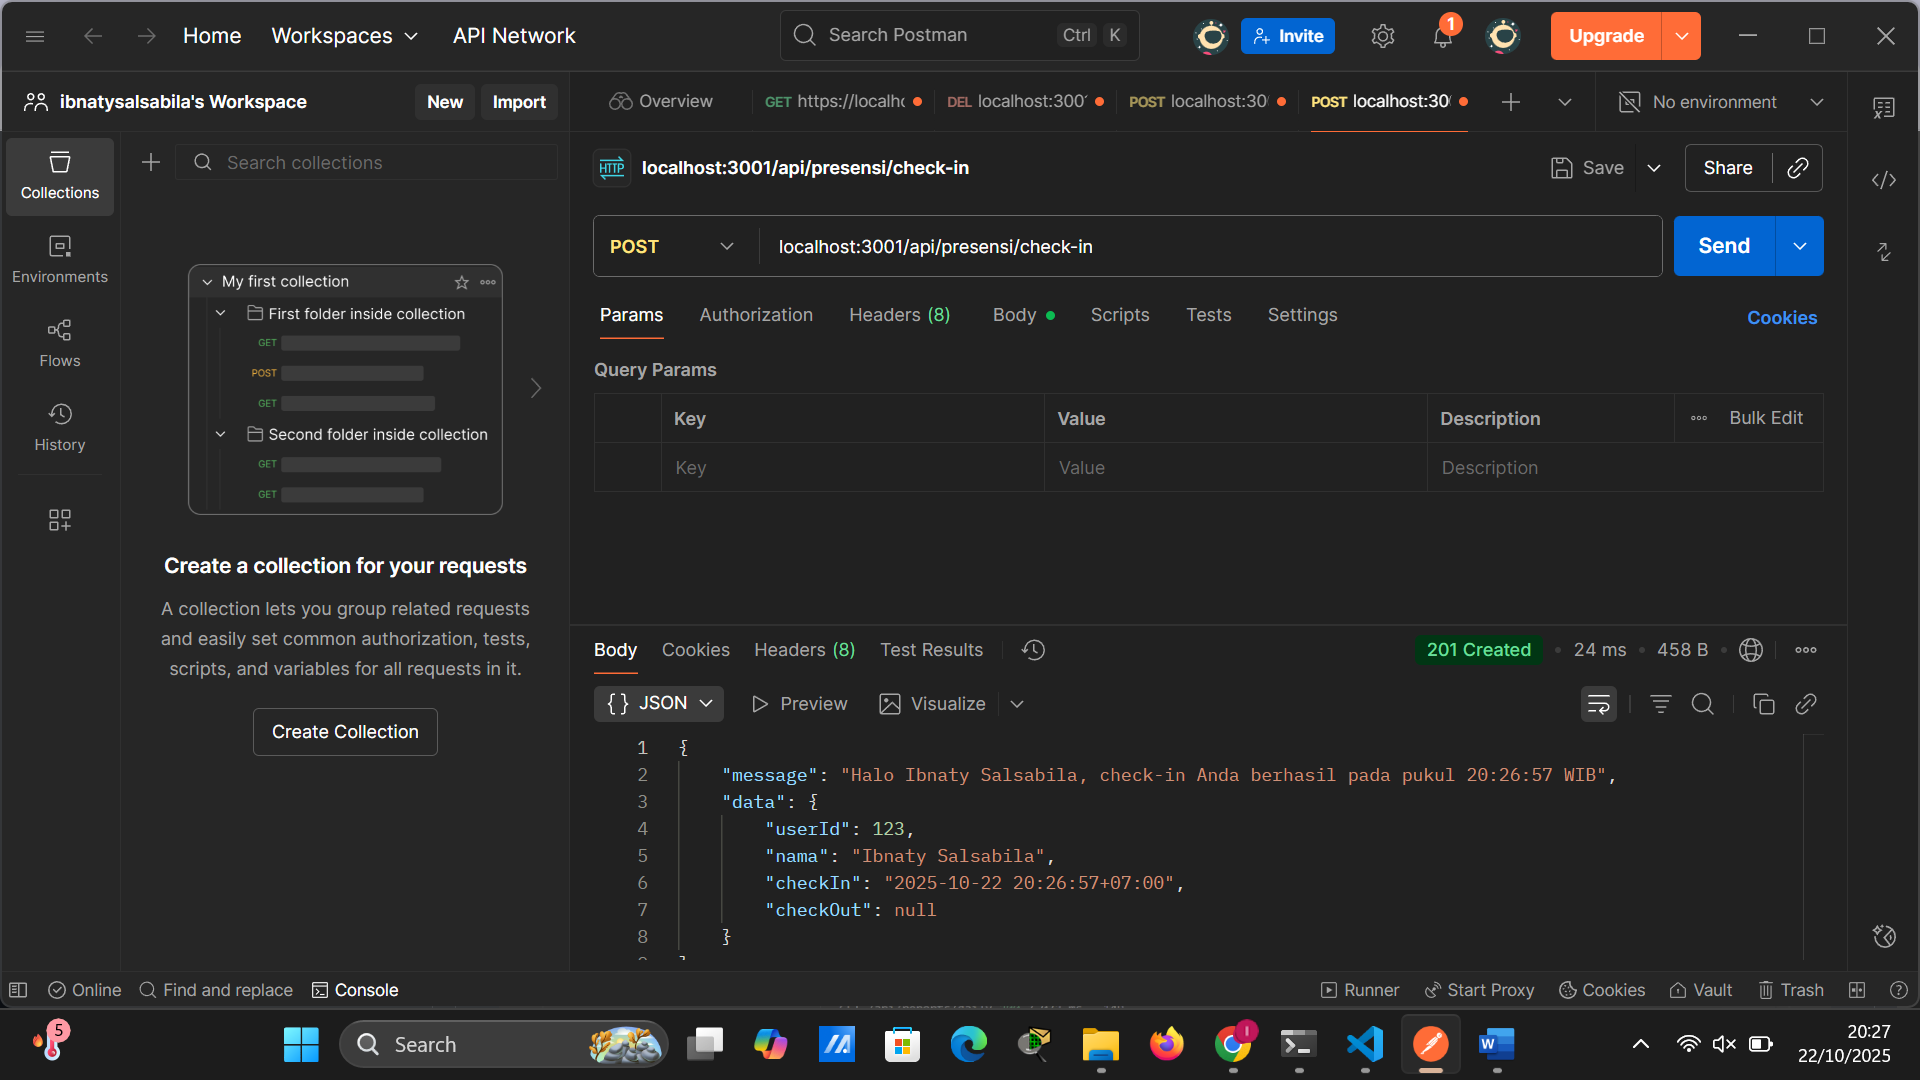 Home
Workspaces
API Network
Search Postman
Ctrl K
Invite
1
Upgrade
ibnatysalsabila's Workspace
New
Import
Overview
GET https://localhc
DEL localhost:300
POST localhost:30
POST localhost:30
No environment
Collections
Environments
Flows
History
Search collections
My first collection
First folder inside collection
GET
POST
GET
Second folder inside collection
GET
GET
Create a collection for your requests
A collection lets you group related requests
and easily set common authorization, tests,
scripts, and variables for all requests in it.
Create Collection
HTTP
localhost:3001/api/presensi/check-in
Save
Share
POST
localhost:3001/api/presensi/check-in
Send
Params
Authorization
Headers (8)
Body
Scripts
Tests
Settings
Cookies
Query Params
Key Value Description Bulk Edit
Key Value Description
Body
Cookies
Headers (8)
Test Results
201 Created
24 ms
458 B
{} JSON
Preview
Visualize
1 {
2 "message": "Halo Ibnaty Salsabila, check-in Anda berhasil pada pukul 20:26:57 WIB",
3 "data": {
4 "userId": 123,
5 "nama": "Ibnaty Salsabila",
6 "checkIn": "2025-10-22 20:26:57+07:00",
7 "checkOut": null
8 }
Online
Find and replace
Console
Runner
Start Proxy
Cookies
Vault
Trash
5
Search
I
W
20:27
22/10/2025